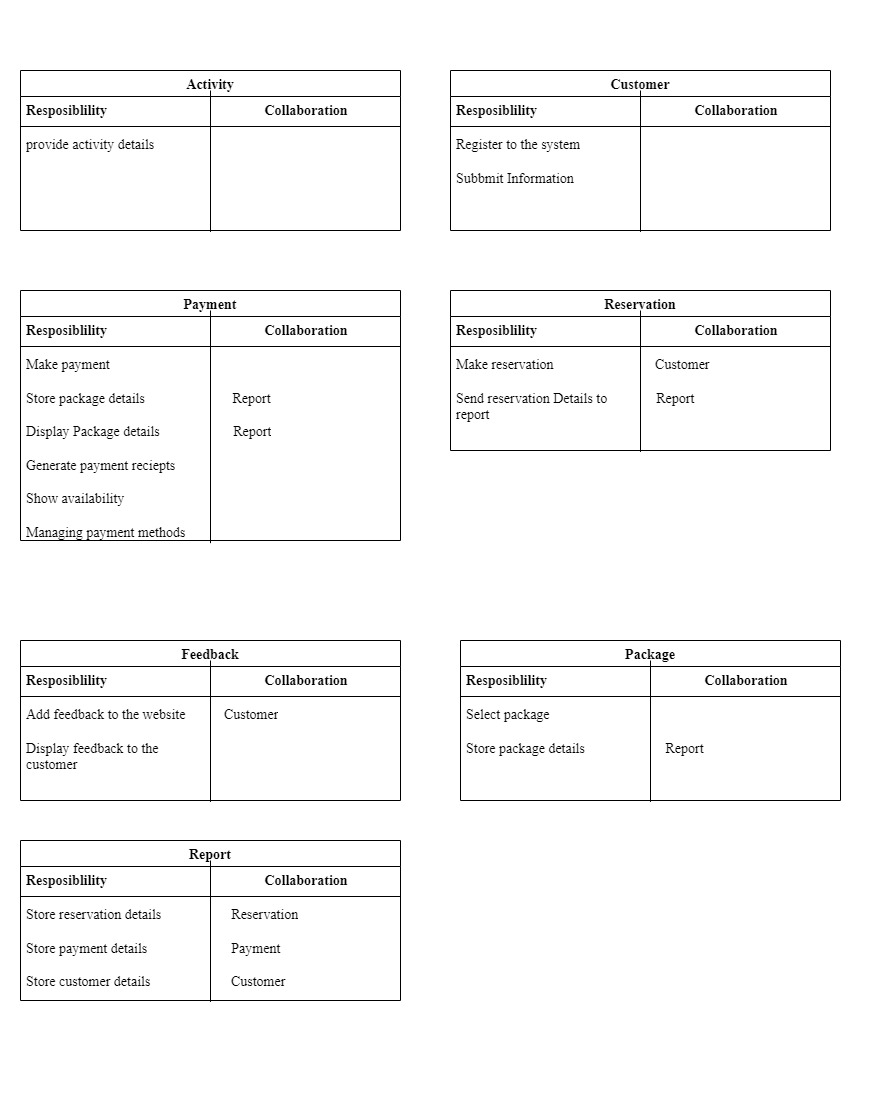 Activity
Resposiblility Collaboration
provide activity details
Customer
Resposiblility Collaboration
Register to the system
Subbmit Information
Payment
Resposiblility Collaboration
Make payment
Store package details Report
Display Package details Report
Generate payment reciepts
Show availability
Managing payment methods
Reservation
Resposiblility Collaboration
Make reservation Customer
Send reservation Details to Report
report
Feedback
Resposiblility Collaboration
Add feedback to the website Customer
Display feedback to the
customer
Package
Resposiblility Collaboration
Select package
Store package details Report
Report
Resposiblility Collaboration
Store reservation details Reservation
Store payment details Payment
Store customer details Customer